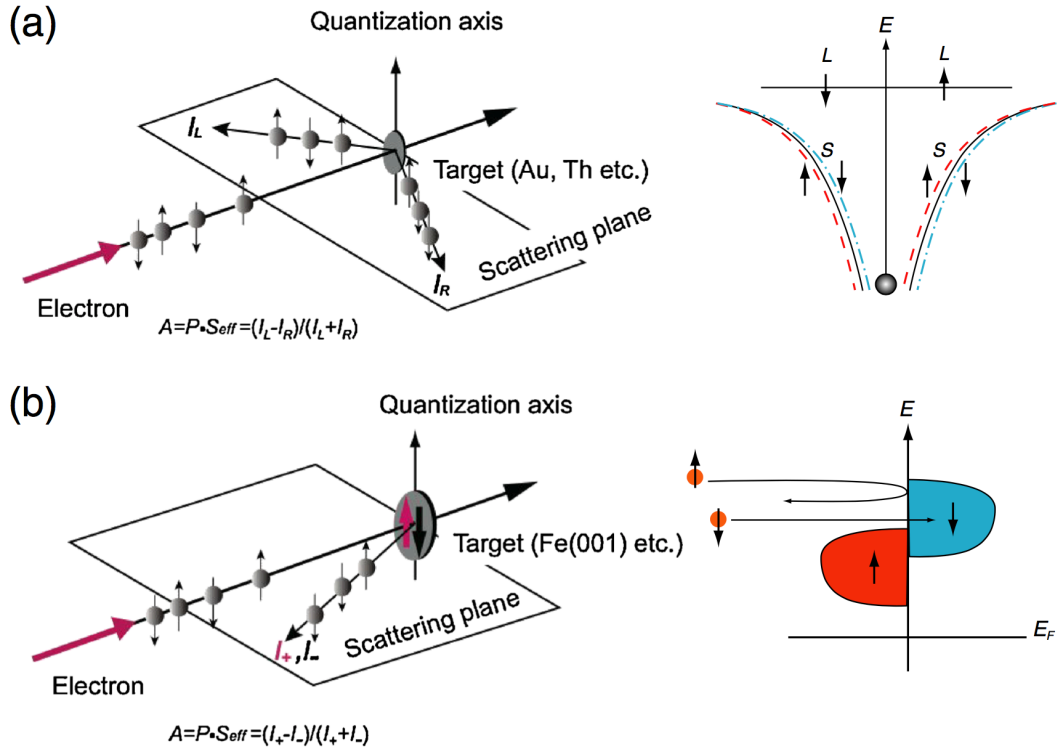 (a)
Quantization axis
E
L
L
I_L
S
S
Target (Au, Th etc.)
Scattering plane
I_R
Electron
A=P▪S_eff=(I_L-I_R)/(I_L+I_R)
(b)
Quantization axis
E
Target (Fe(001) etc.)
Scattering plane
I_+,I_-
E_F
Electron
A=P▪S_eff=(I_+-I_-)/(I_++I_-)